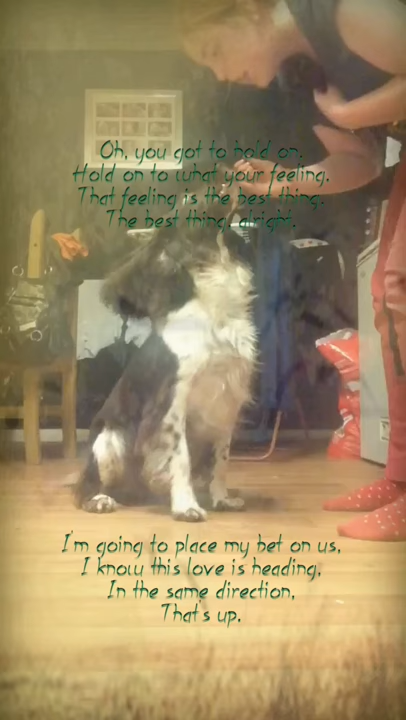 Oh, you got to hold on,
Hold on to what your feeling,
That feeling is the best thing,
The best thing, alright,
I'm going to place my bet on us,
I know this love is heading,
In the same direction,
That's up.